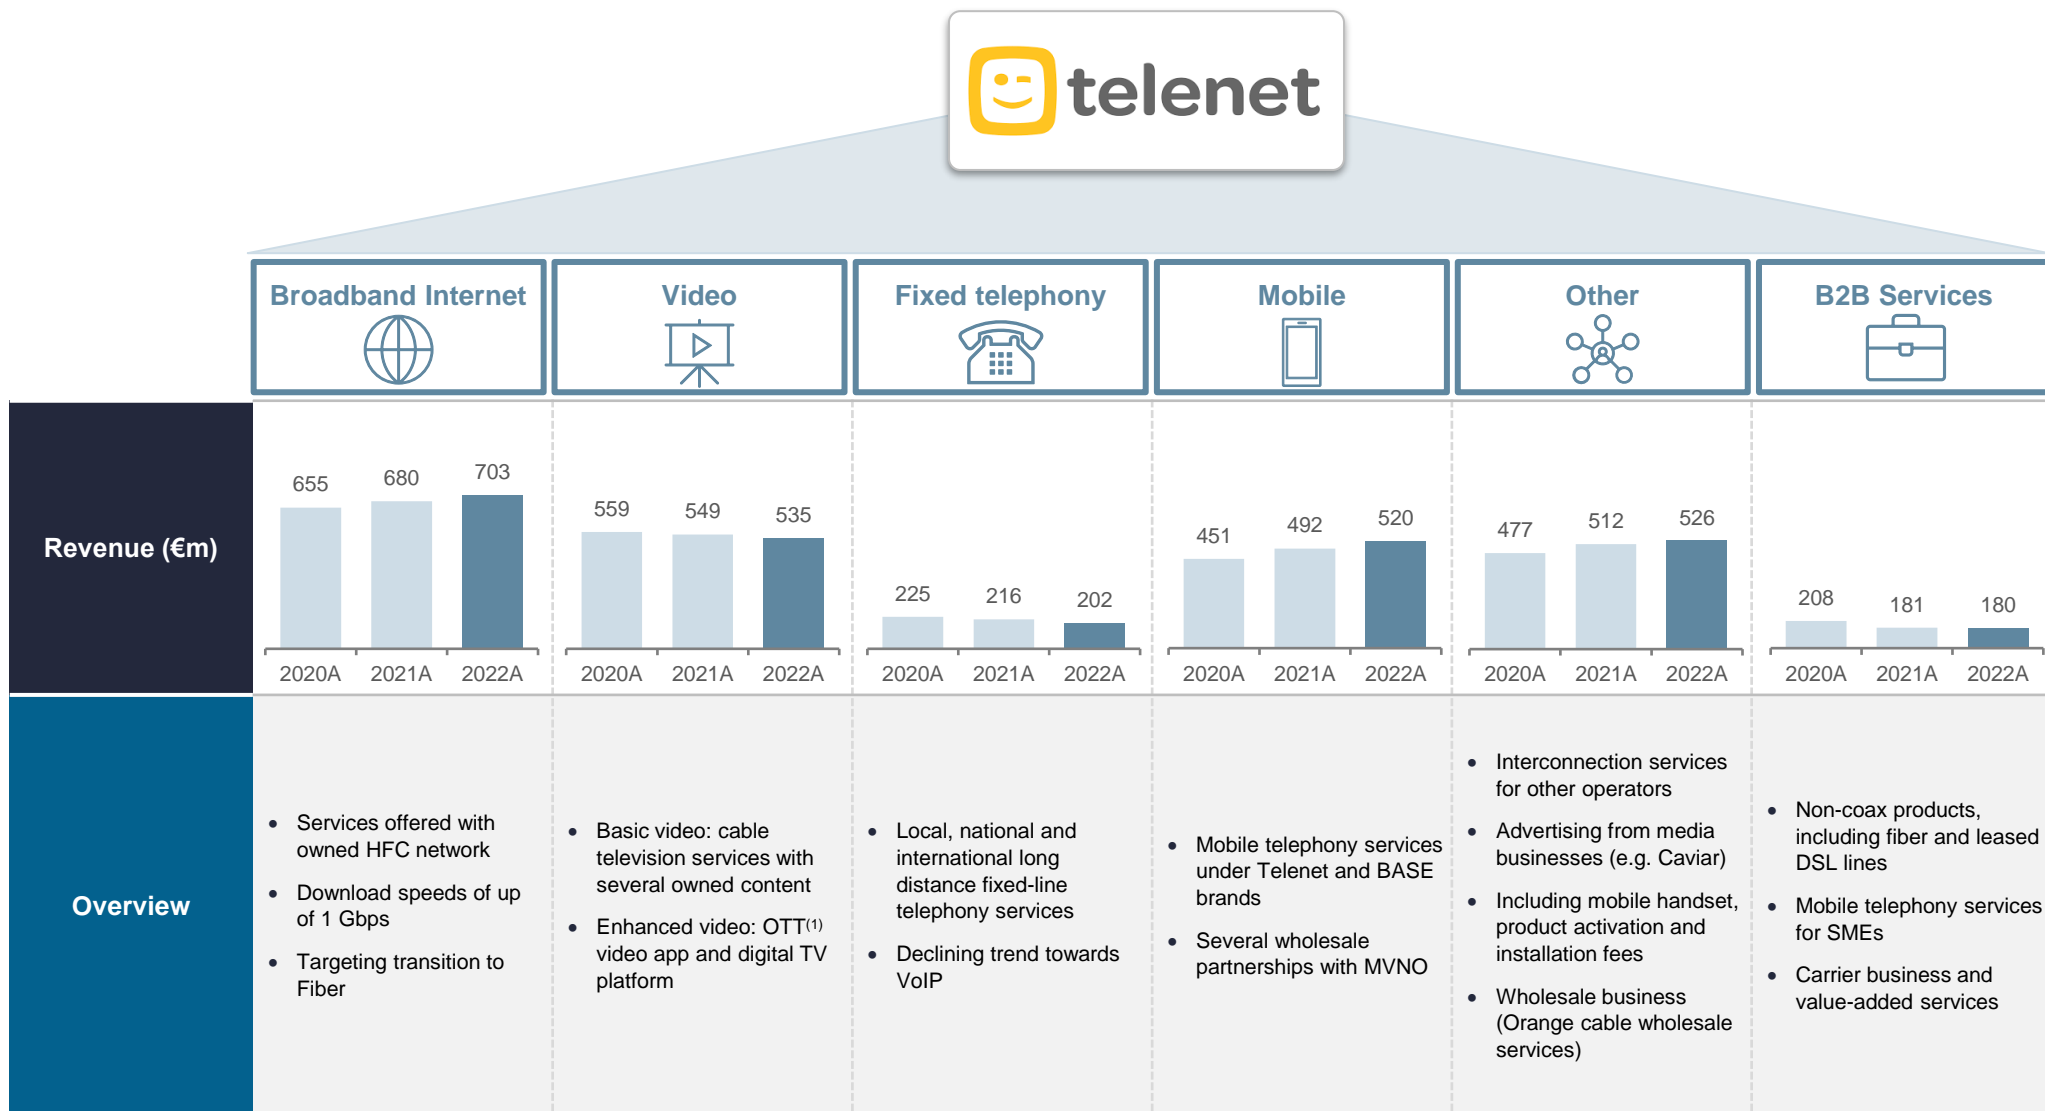 telenet
Broadband Internet
Video
Fixed telephony
Mobile
Other
B2B Services
Revenue (€m)
655
680
703
2020A
2021A
2022A
559
549
535
2020A
2021A
2022A
225
216
202
2020A
2021A
2022A
451
492
520
2020A
2021A
2022A
477
512
526
2020A
2021A
2022A
208
181
180
2020A
2021A
2022A
Overview
• Services offered with
owned HFC network
• Download speeds of up
of 1 Gbps
• Targeting transition to
Fiber
• Basic video: cable
television services with
several owned content
• Enhanced video: OTT(1)
video app and digital TV
platform
• Local, national and
international long
distance fixed-line
telephony services
• Declining trend towards
VoIP
• Mobile telephony services
under Telenet and BASE
brands
• Several wholesale
partnerships with MVNO
• Interconnection services
for other operators
• Advertising from media
businesses (e.g. Caviar)
• Including mobile handset,
product activation and
installation fees
• Wholesale business
(Orange cable wholesale
services)
• Non-coax products,
including fiber and leased
DSL lines
• Mobile telephony services
for SMEs
• Carrier business and
value-added services